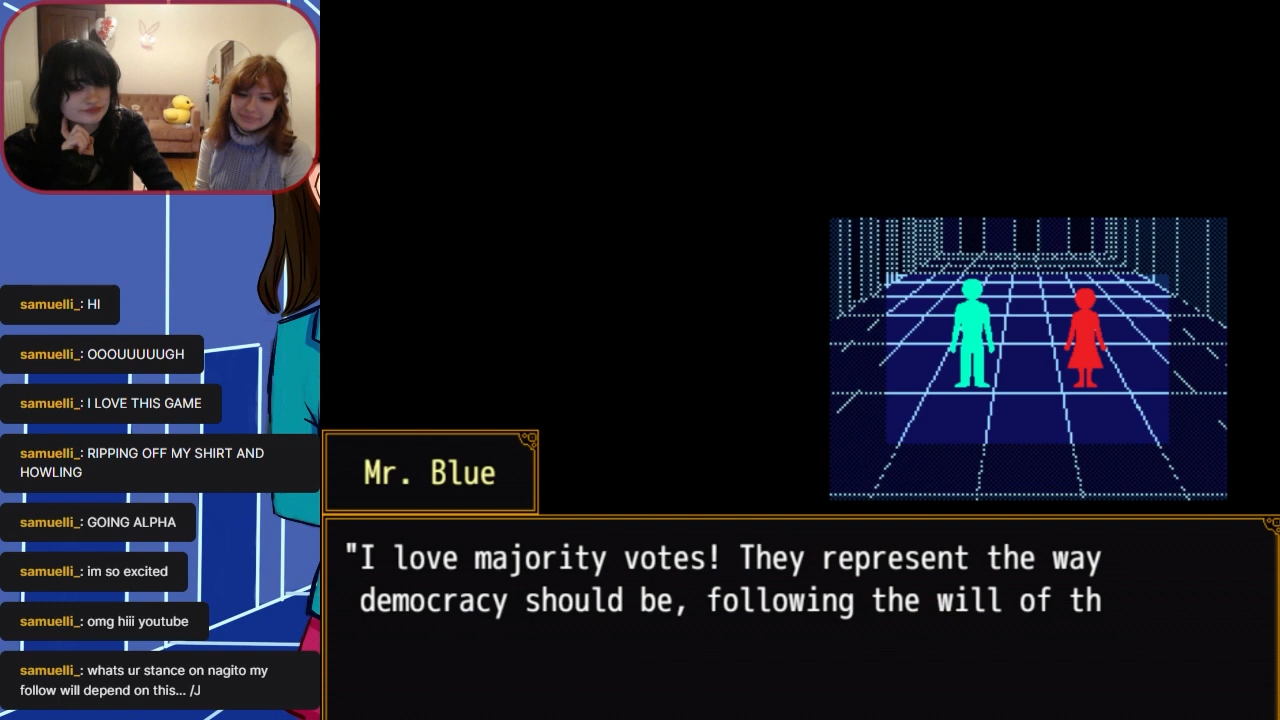 samuelli_: HI
samuelli_: OOOUUUUUGH
samuelli_: I LOVE THIS GAME
samuelli_: RIPPING OFF MY SHIRT AND
HOWLING
samuelli_: GOING ALPHA
samuelli_: im so excited
samuelli_: omg hiii youtube
samuelli_: whats ur stance on nagito my
follow will depend on this... /J
Mr. Blue
"I love majority votes! They represent the way
democracy should be, following the will of th